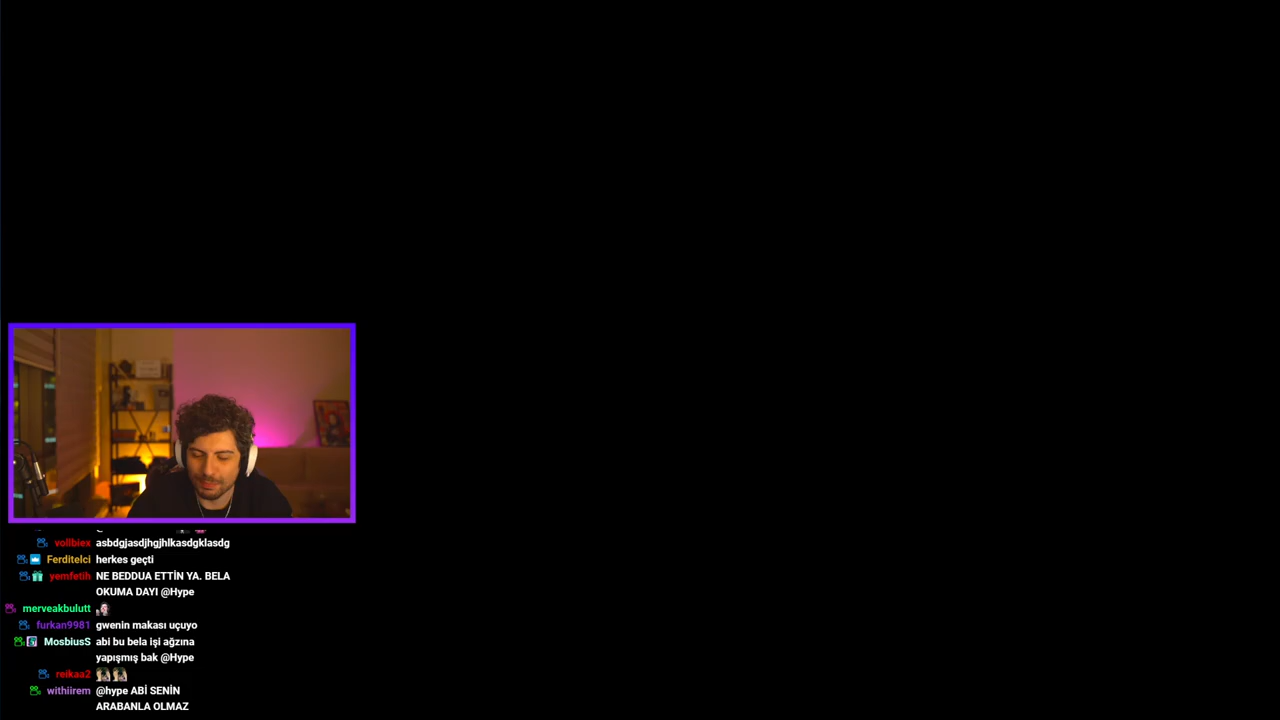 vollbiex asbdgjasdjhgjhlkasdgklasdg
Ferditelci herkes geçti
yemfetih NE BEDDUA ETTİN YA. BELA
OKUMA DAYI @Hype
merveakbulutt
furkan9981 gwenin makası uçuyo
MosbiusS abi bu bela işi ağzına
yapışmış bak @Hype
reikaa2
withiirem @hype ABİ SENİN
ARABANLA OLMAZ